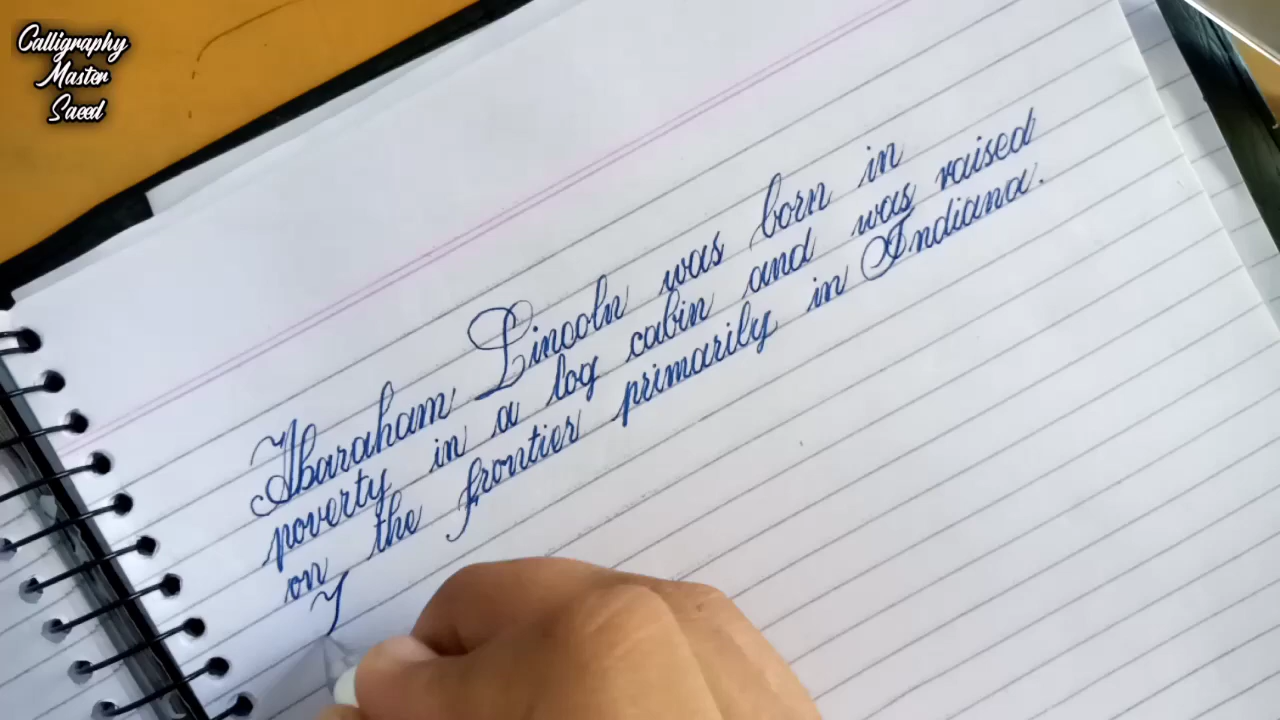 Calligraphy
Master
Saeed
Abaraham Lincoln was born in
poverty in a log cabin and was raised
on the frontier primarily in Indiana.